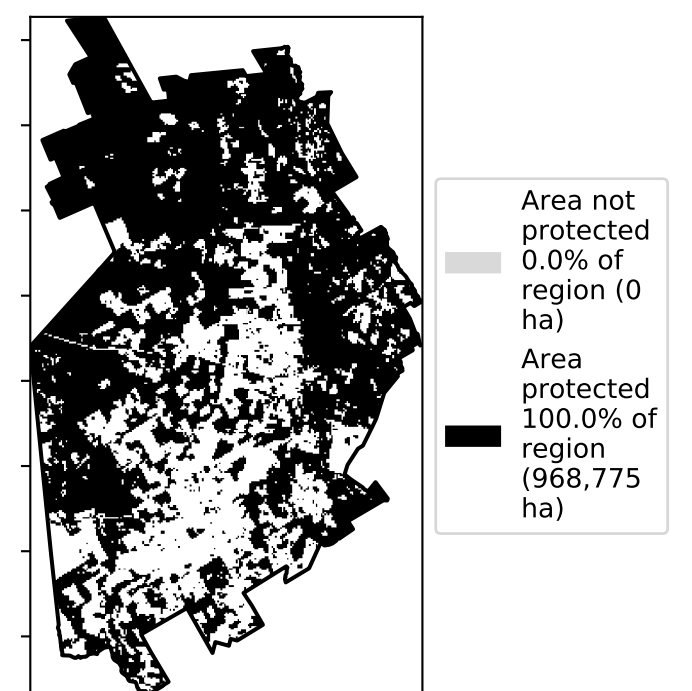 Area not
protected
0.0% of
region (0
ha)
Area
protected
100.0% of
region
(968,775
ha)